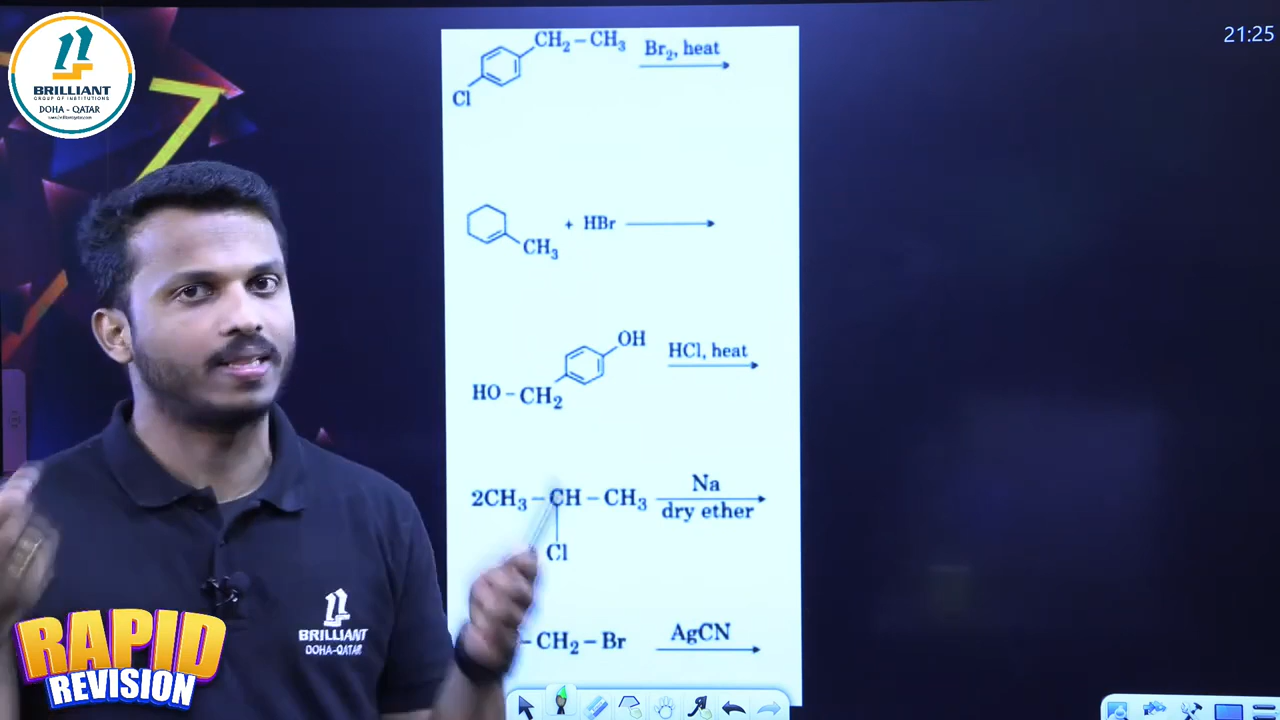 BRILLIANT
GROUP OF INSTITUTIONS
DOHA - QATAR
21:25
CH₂ – CH₃
Br₂, heat
Cl
+ HBr
CH₃
OH
HCl, heat
HO – CH₂
2CH₃ – CH – CH₃
Na
dry ether
Cl
- CH₂ – Br
AgCN
BRILLIANT
DOHA-QATAR
RAPID
REVISION